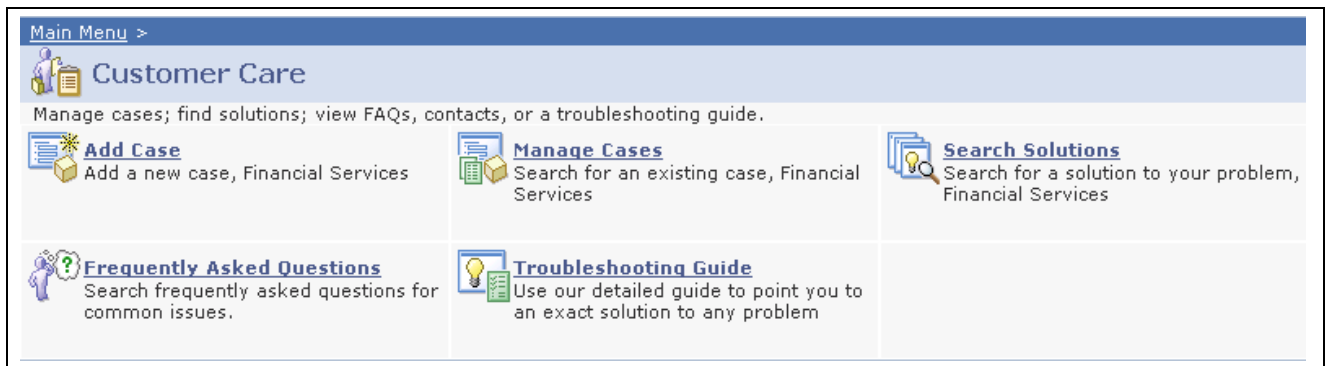 Main Menu >
Customer Care
Manage cases; find solutions; view FAQs, contacts, or a troubleshooting guide.
Add Case
Add a new case, Financial Services
Manage Cases
Search for an existing case, Financial
Services
Search Solutions
Search for a solution to your problem,
Financial Services
Frequently Asked Questions
Search frequently asked questions for
common issues.
Troubleshooting Guide
Use our detailed guide to point you to
an exact solution to any problem